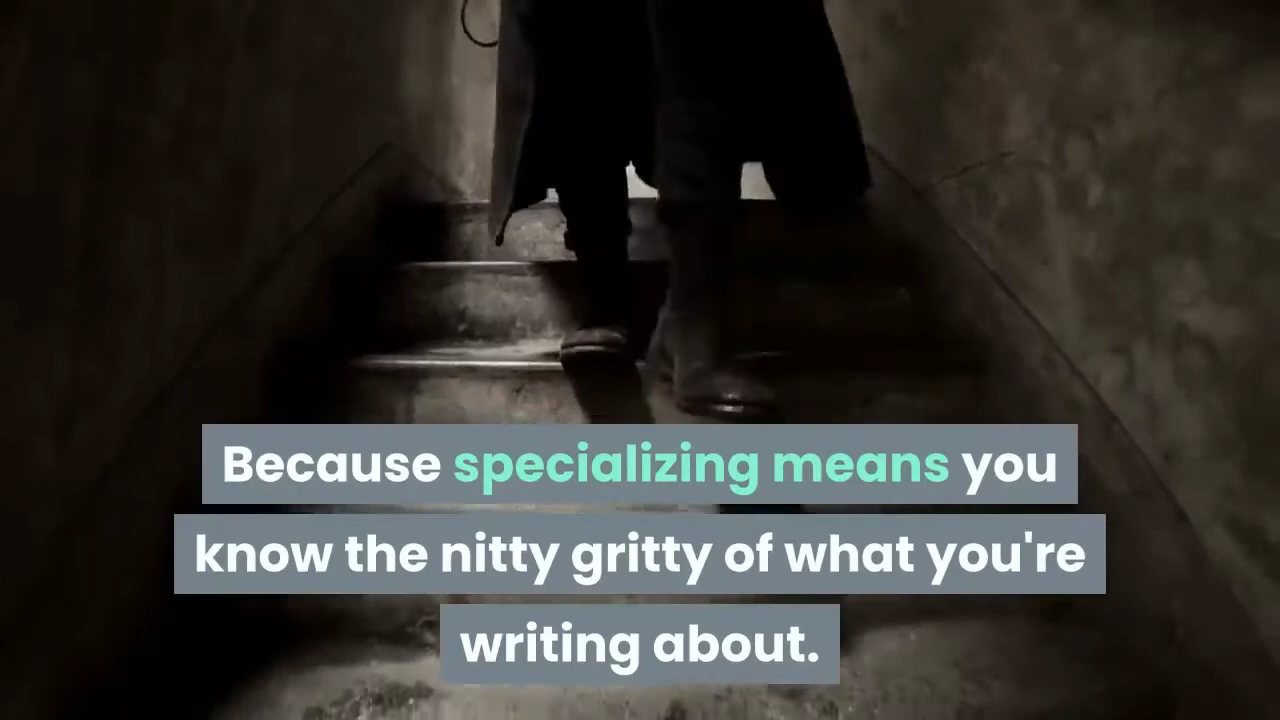 Because specializing means you
know the nitty gritty of what you're
writing about.